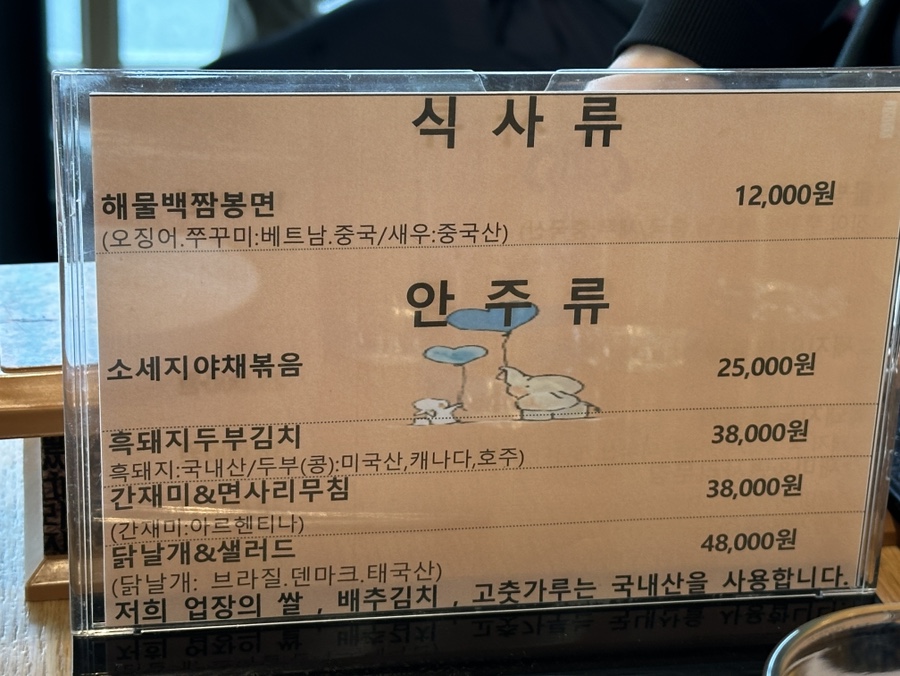 식 사 류
해물백짬봉면 12,000원
(오징어.쭈꾸미:베트남.중국/새우:중국산)
안 주 류
소세지야채볶음 25,000원
흑돼지두부김치 38,000원
흑돼지:국내산/두부(콩):미국산,캐나다,호주)
간재미&면사리무침 38,000원
(간재미:아르헨티나)
닭날개&샐러드 48,000원
(닭날개: 브라질.덴마크.태국산)
저희 업장의 쌀 , 배추김치 , 고춧가루는 국내산을 사용합니다.